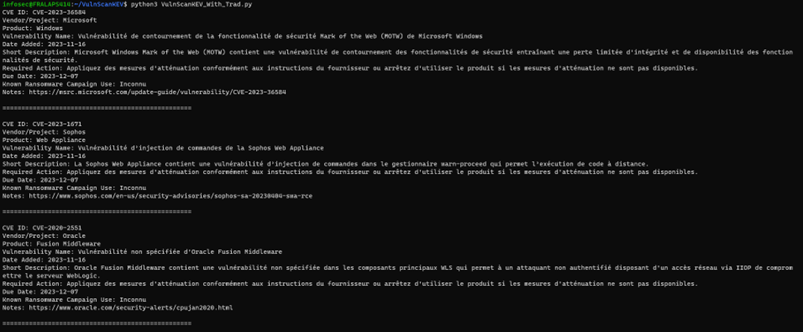 infosec@FRALAPS414:~/VulnScanKEV$ python3 VulnScanKEV_With_Trad.py
CVE ID: CVE-2023-36584
Vendor/Project: Microsoft
Product: Windows
Vulnerability Name: Vulnérabilité de contournement de la fonctionnalité de sécurité Mark of the Web (MOTW) de Microsoft Windows
Date Added: 2023-11-16
Short Description: Microsoft Windows Mark of the Web (MOTW) contient une vulnérabilité de contournement des fonctionnalités de sécurité entraînant une perte limitée d'intégrité et de disponibilité des fonction
nalités de sécurité.
Required Action: Appliquez des mesures d'atténuation conformément aux instructions du fournisseur ou arrêtez d'utiliser le produit si les mesures d'atténuation ne sont pas disponibles.
Due Date: 2023-12-07
Known Ransomware Campaign Use: Inconnu
Notes: https://msrc.microsoft.com/update-guide/vulnerability/CVE-2023-36584
==================================================
CVE ID: CVE-2023-1671
Vendor/Project: Sophos
Product: Web Appliance
Vulnerability Name: Vulnérabilité d'injection de commandes de la Sophos Web Appliance
Date Added: 2023-11-16
Short Description: La Sophos Web Appliance contient une vulnérabilité d'injection de commandes dans le gestionnaire warn-proceed qui permet l'exécution de code à distance.
Required Action: Appliquez des mesures d'atténuation conformément aux instructions du fournisseur ou arrêtez d'utiliser le produit si les mesures d'atténuation ne sont pas disponibles.
Due Date: 2023-12-07
Known Ransomware Campaign Use: Inconnu
Notes: https://www.sophos.com/en-us/security-advisories/sophos-sa-20230404-swa-rce
==================================================
CVE ID: CVE-2020-2551
Vendor/Project: Oracle
Product: Fusion Middleware
Vulnerability Name: Vulnérabilité non spécifiée d'Oracle Fusion Middleware
Date Added: 2023-11-16
Short Description: Oracle Fusion Middleware contient une vulnérabilité non spécifiée dans les composants principaux WLS qui permet à un attaquant non authentifié disposant d'un accès réseau via IIOP de comprom
ettre le serveur WebLogic.
Required Action: Appliquez des mesures d'atténuation conformément aux instructions du fournisseur ou arrêtez d'utiliser le produit si les mesures d'atténuation ne sont pas disponibles.
Due Date: 2023-12-07
Known Ransomware Campaign Use: Inconnu
Notes: https://www.oracle.com/security-alerts/cpujan2020.html
==================================================